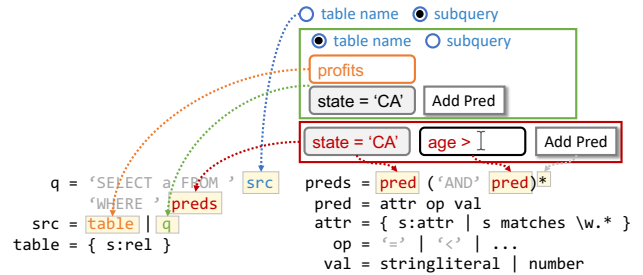 table name subquery
table name subquery
profits
state = ‘CA’ Add Pred
state = ‘CA’ age > Add Pred
q = ‘SELECT a FROM ’ src
‘WHERE ’ preds
src = table | q
table = { s:rel }
preds = pred (‘AND’ pred)*
pred = attr op val
attr = { s:attr | s matches \w.* }
op = ‘=’ | ‘<’ | ...
val = stringliteral | number